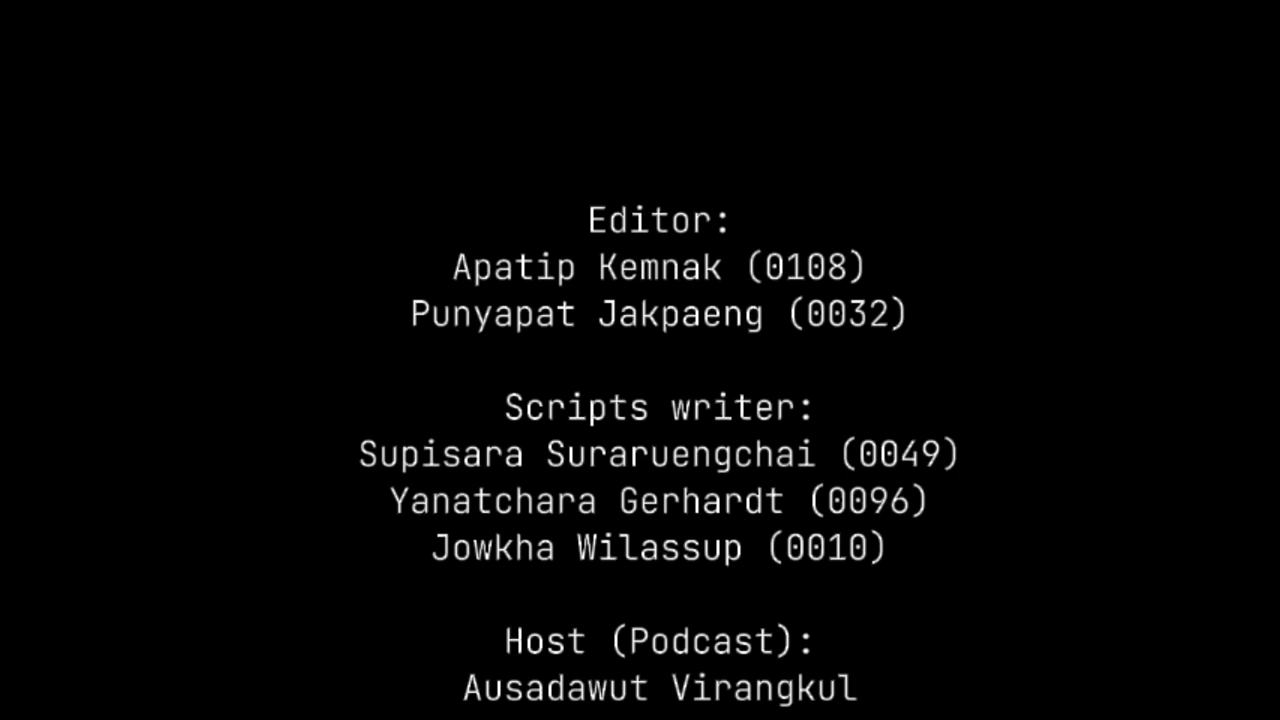 Editor:
Apatip Kemnak (0108)
Punyapat Jakpaeng (0032)
Scripts writer:
Supisara Suraruengchai (0049)
Yanatchara Gerhardt (0096)
Jowkha Wilassup (0010)
Host (Podcast):
Ausadawut Virangkul